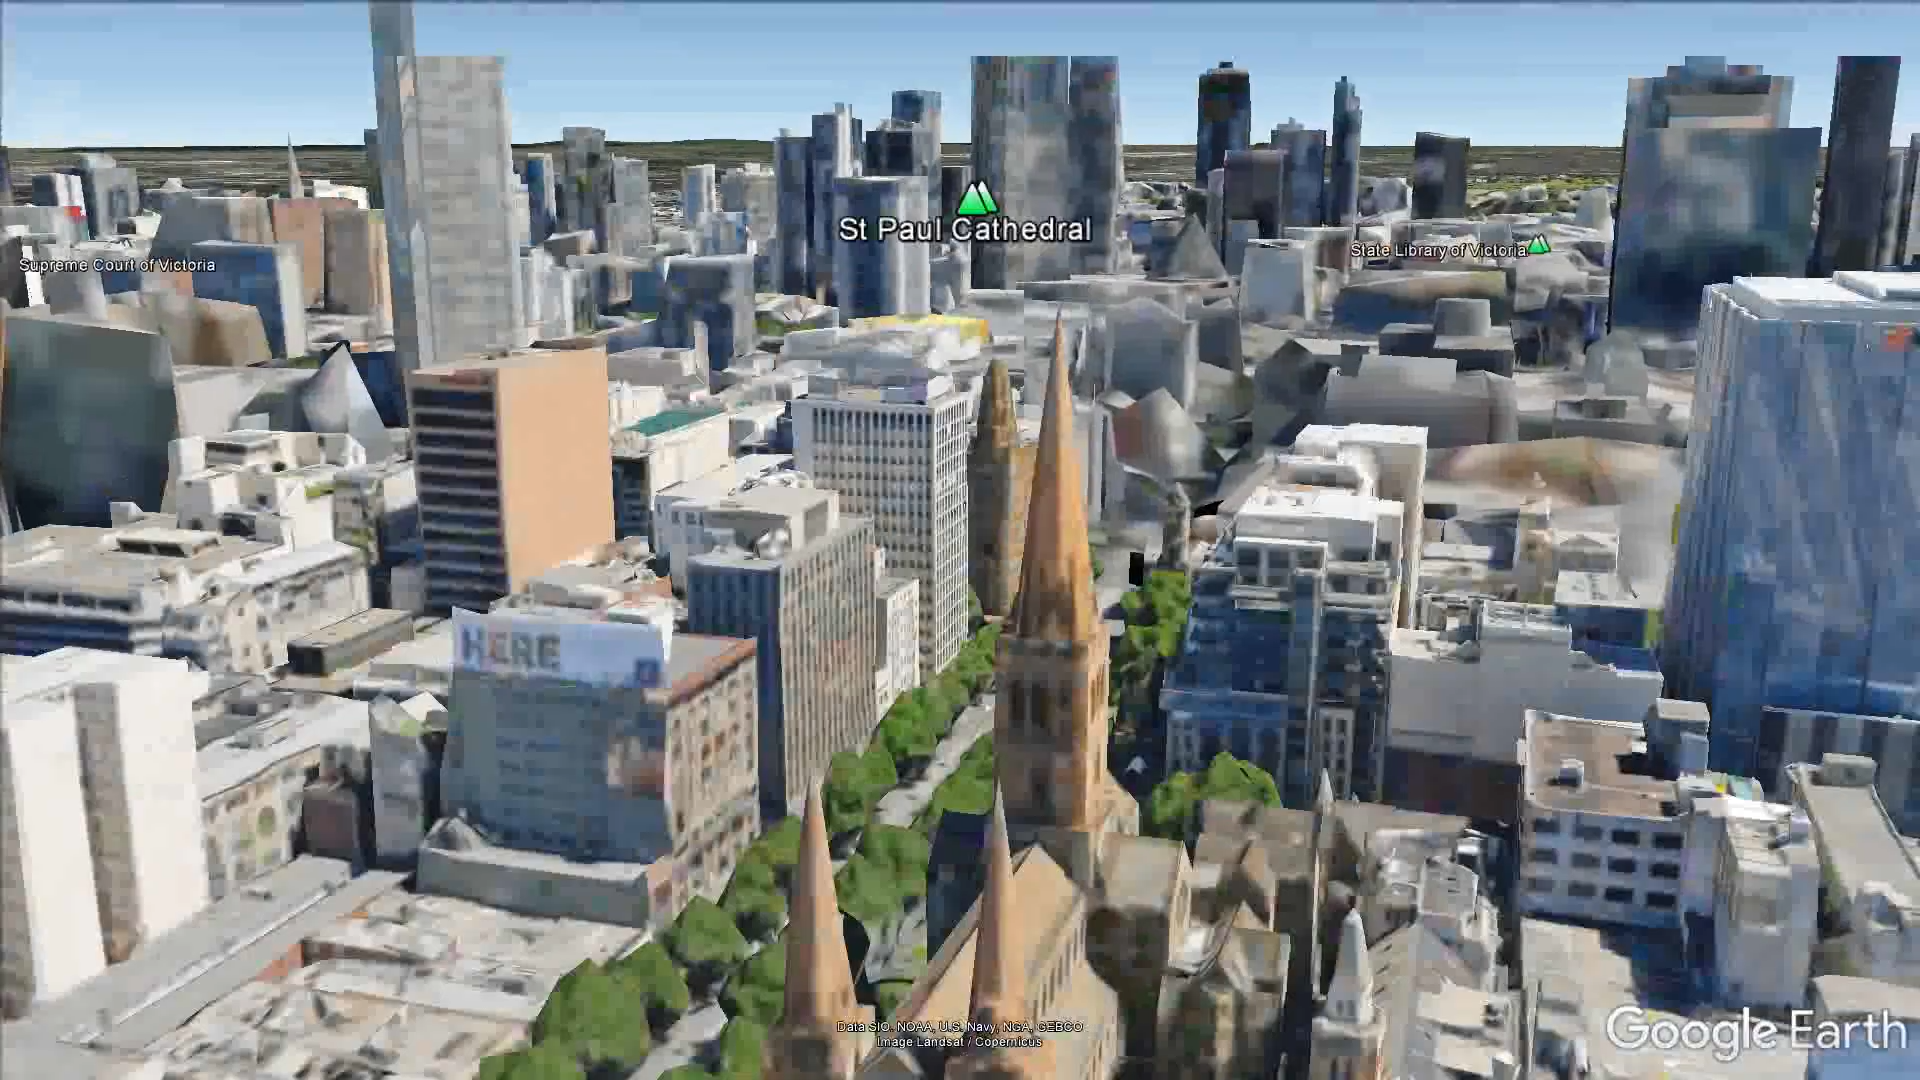 St Paul Cathedral
State Library of Victoria
Supreme Court of Victoria
HERE
Data SIO, NOAA, U.S. Navy, NGA, GEBCO
Image Landsat / Copernicus
Google Earth